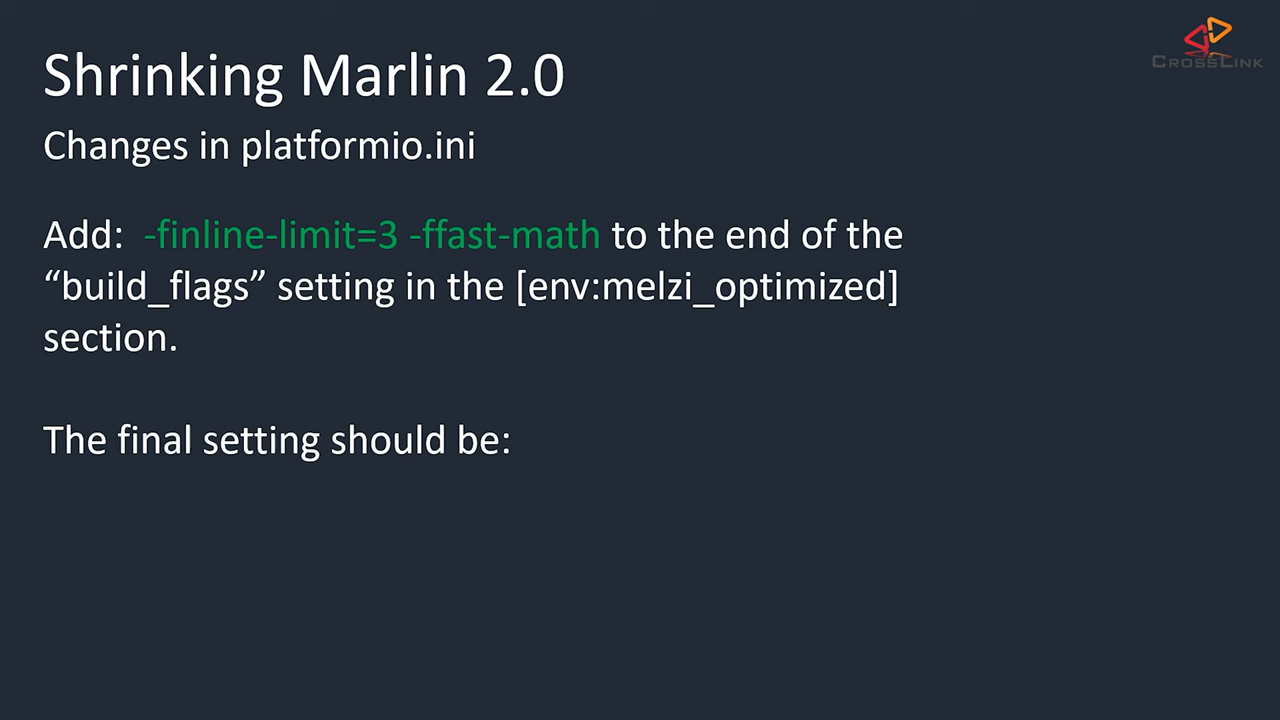 CROSSLINK
Shrinking Marlin 2.0
Changes in platformio.ini
Add: -finline-limit=3 -ffast-math to the end of the
“build_flags” setting in the [env:melzi_optimized]
section.
The final setting should be: